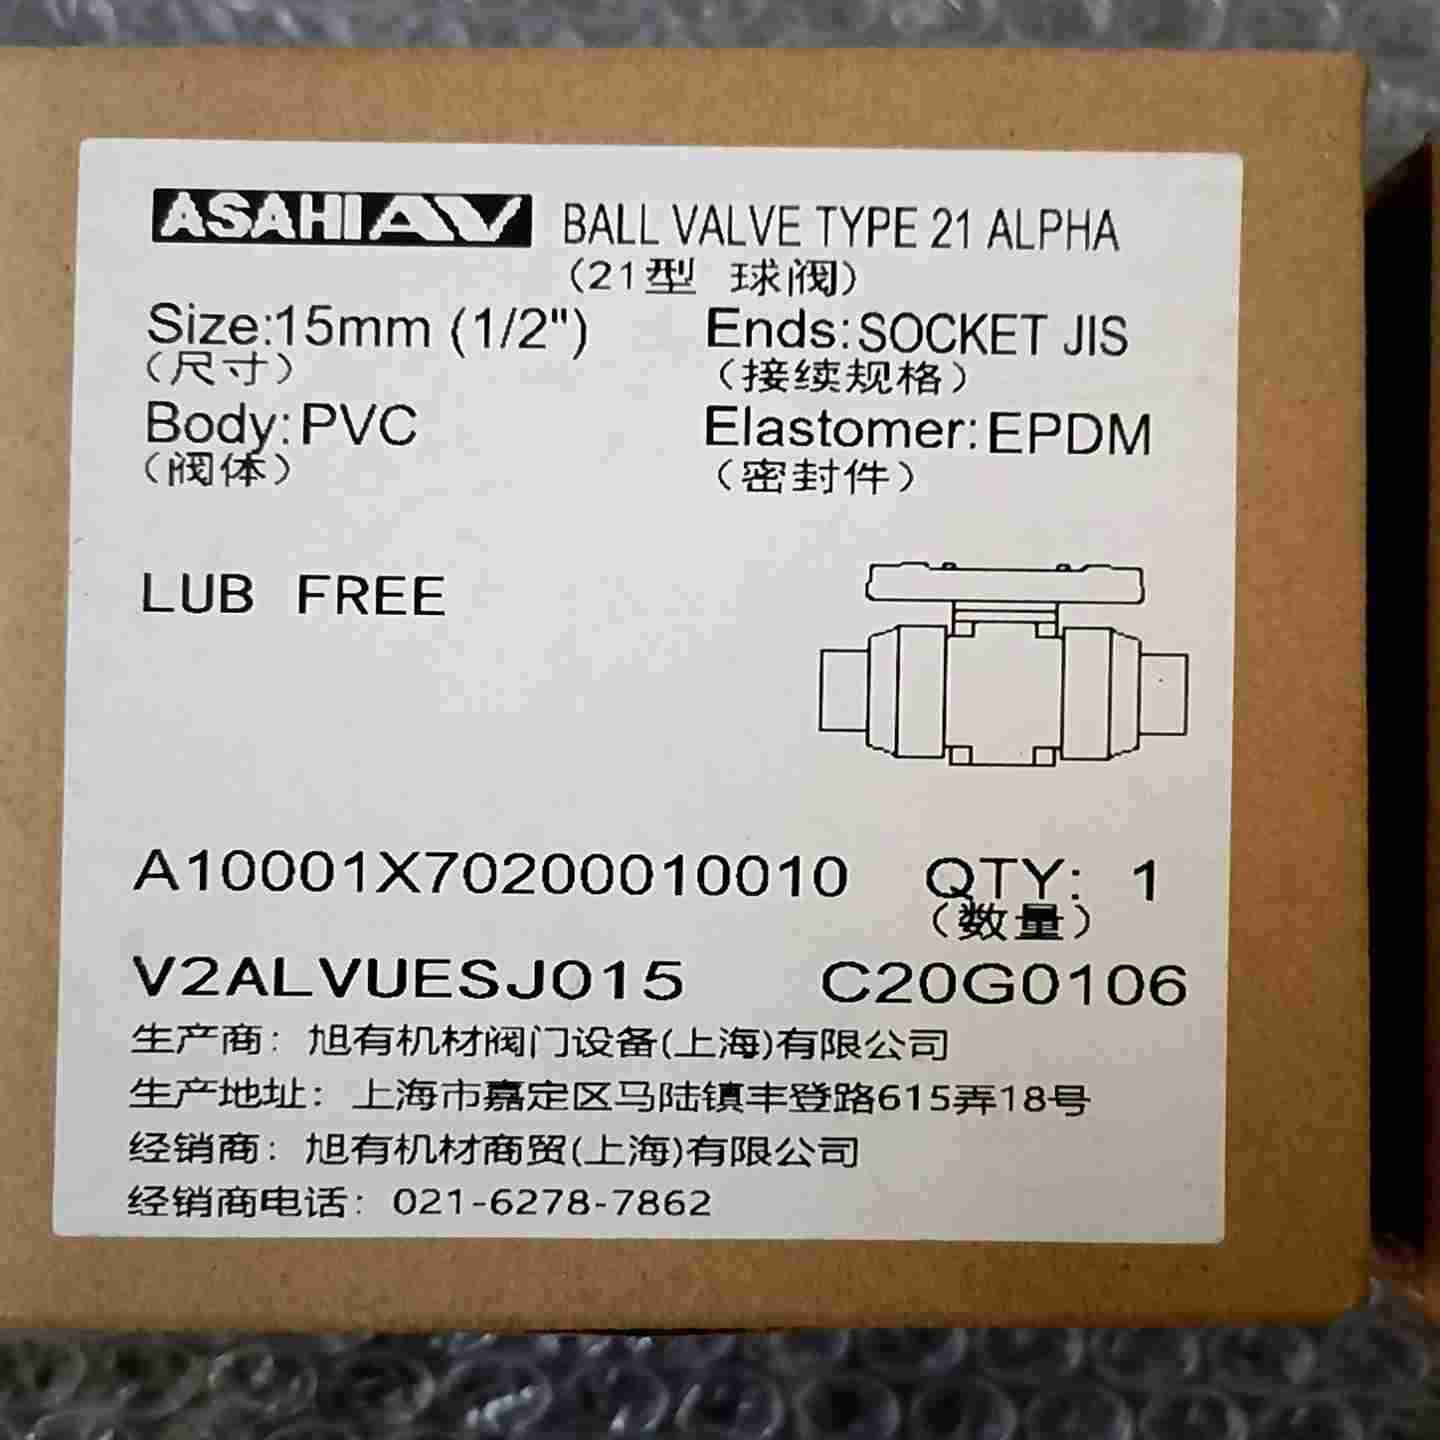 ASAHI AV BALL VALVE TYPE 21 ALPHA
(21型 球阀)
Size:15mm (1/2") Ends:SOCKET JIS
(尺寸) (接续规格)
Body:PVC Elastomer:EPDM
(阀体) (密封件)
LUB FREE
A10001X70200010010 QTY: 1
(数量)
V2ALVUESJ015 C20G0106
生产商: 旭有机材阀门设备(上海)有限公司
生产地址: 上海市嘉定区马陆镇丰登路615弄18号
经销商: 旭有机材商贸(上海)有限公司
经销商电话: 021-6278-7862